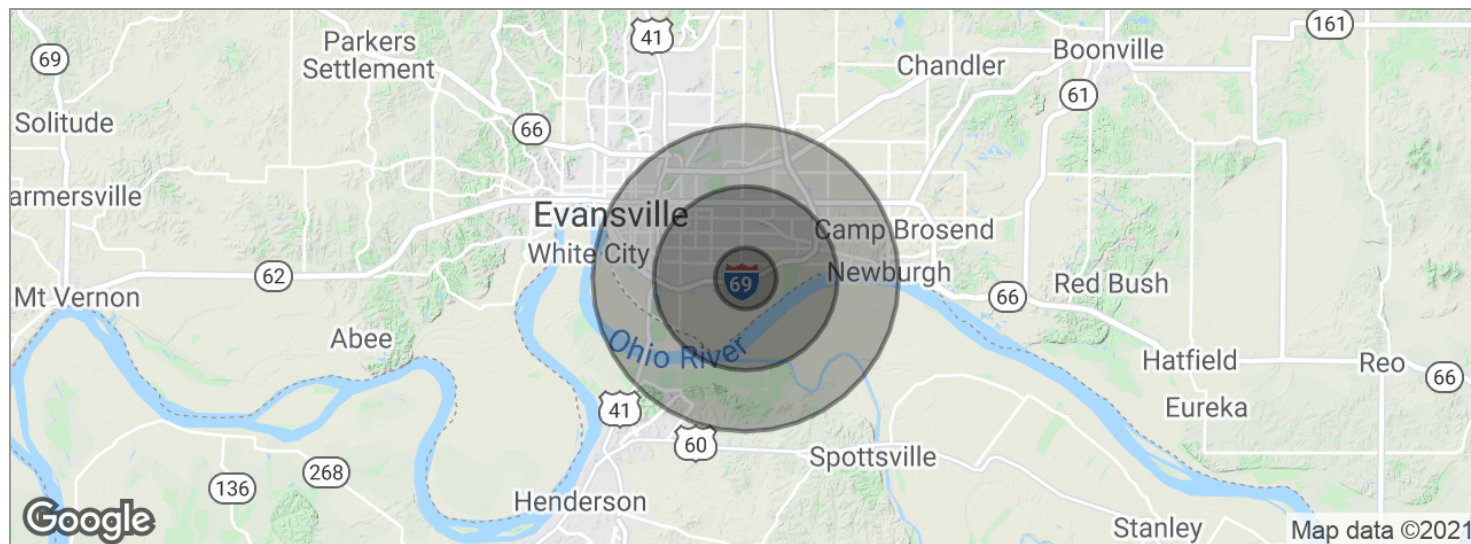 161
41
Parkers
Settlement
Boonville
69
Chandler
61
Solitude
66
armersville
Evansville
Camp Brosend
White City
Newburgh
62
69
Red Bush
Mt Vernon
66
Abee
Ohio River
Hatfield
Reo
66
41
Eureka
60
Spottsville
268
136
Henderson
Google
Stanley
Map data ©2021